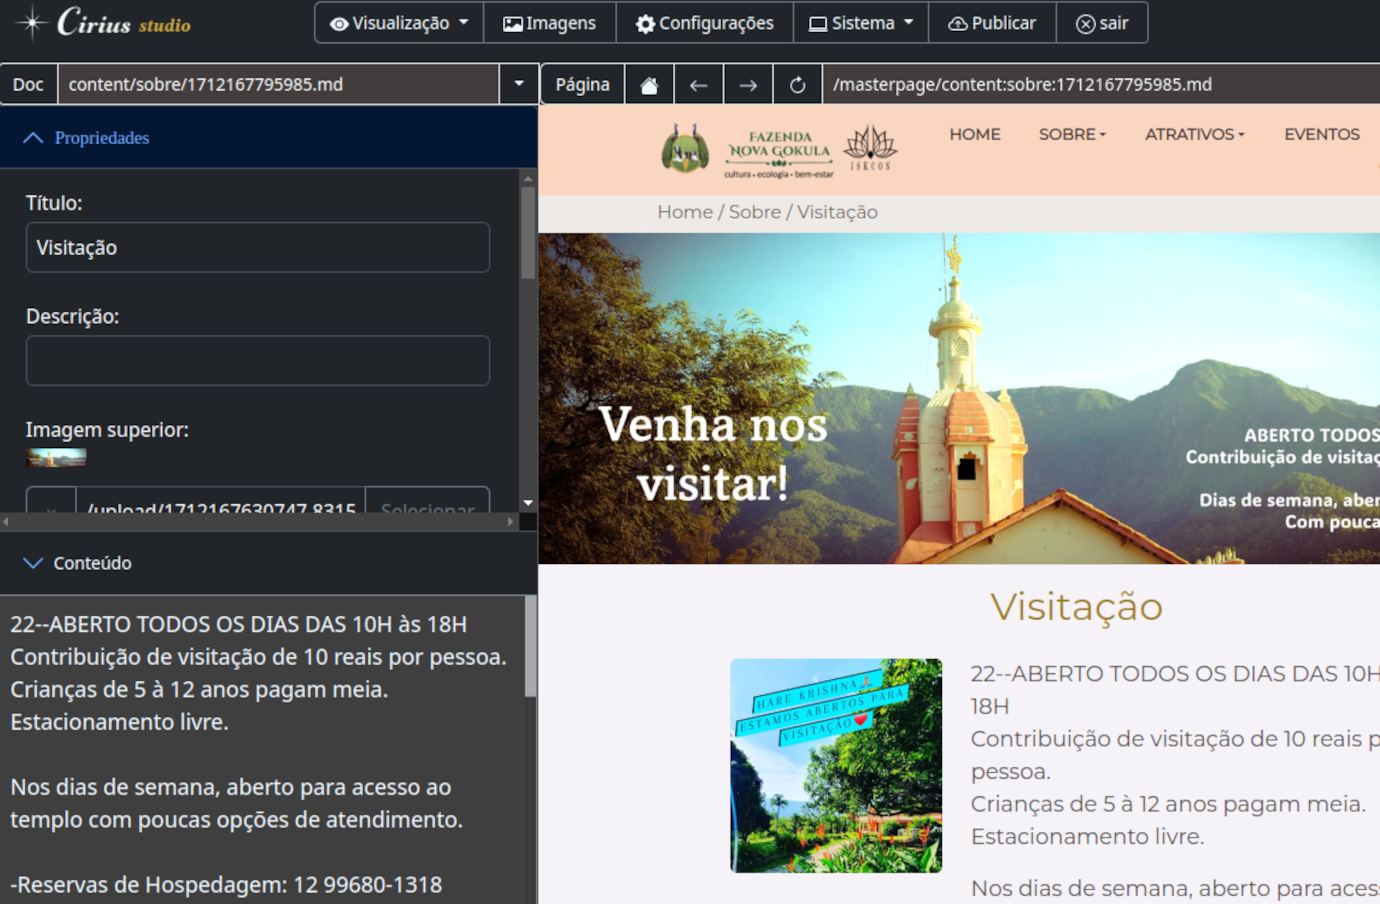 Cirius studio
Visualização
Imagens
Configurações
Sistema
Publicar
sair
Doc
content/sobre/1712167795985.md
Página
/masterpage/content:sobre:1712167795985.md
Propriedades
Título:
Visitação
Descrição:
Imagem superior:
/upload/1712167630747.8315
Selecionar
Conteúdo
22--ABERTO TODOS OS DIAS DAS 10H às 18H
Contribuição de visitação de 10 reais por pessoa.
Crianças de 5 à 12 anos pagam meia.
Estacionamento livre.
Nos dias de semana, aberto para acesso ao
templo com poucas opções de atendimento.
-Reservas de Hospedagem: 12 99680-1318
FAZENDA
NOVA GOKULA
cultura • ecologia • bem-estar
ISKCON
HOME
SOBRE
ATRATIVOS
EVENTOS
Home / Sobre / Visitação
Venha nos
visitar!
ABERTO TODOS
Contribuição de visitaç
Dias de semana, aber
Com pouca
Visitação
HARE KRISHNA
ESTAMOS ABERTOS PARA
VISITAÇÃO
22--ABERTO TODOS OS DIAS DAS 10H
18H
Contribuição de visitação de 10 reais p
pessoa.
Crianças de 5 à 12 anos pagam meia.
Estacionamento livre.
Nos dias de semana, aberto para aces